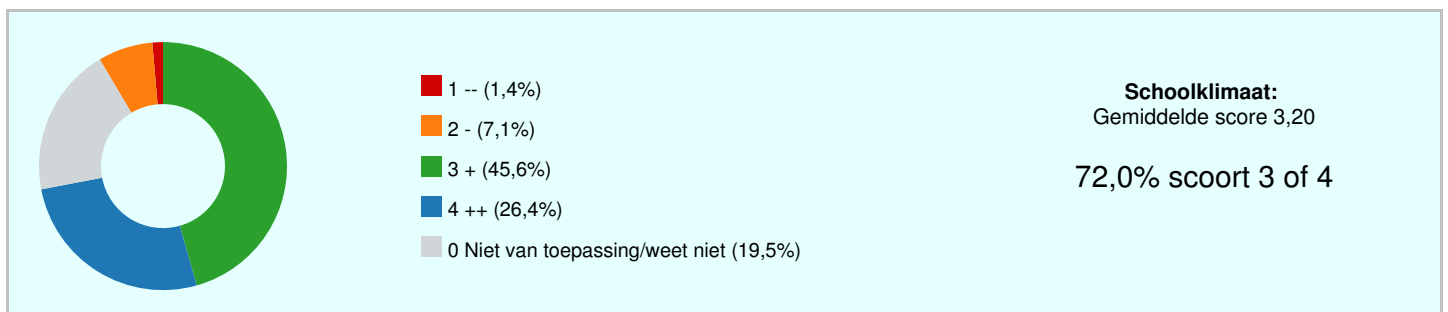 1 -- (1,4%)
2 - (7,1%)
3 + (45,6%)
4 ++ (26,4%)
0 Niet van toepassing/weet niet (19,5%)
Schoolklimaat:
Gemiddelde score 3,20
72,0% scoort 3 of 4